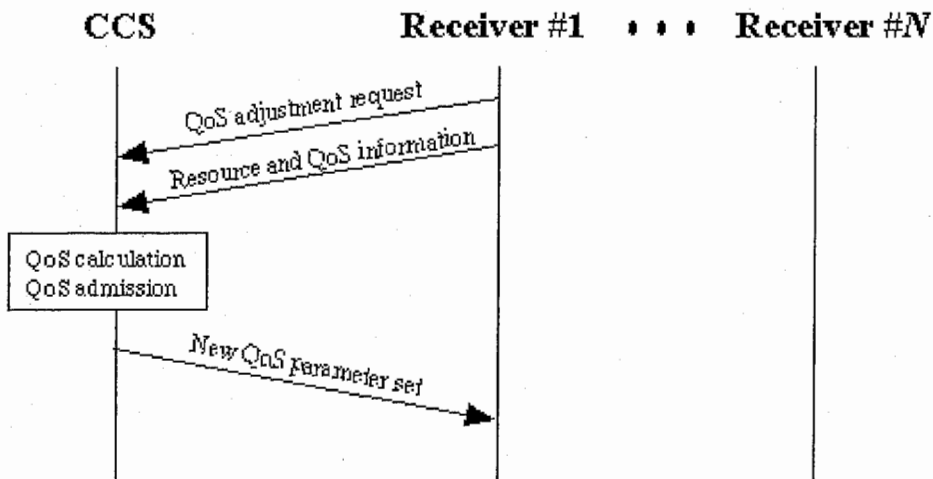 CCS Receiver #1 • • • Receiver #N
QoS adjustment request
Resource and QoS information
QoS calculation
QoS admission
New QoS parameter set